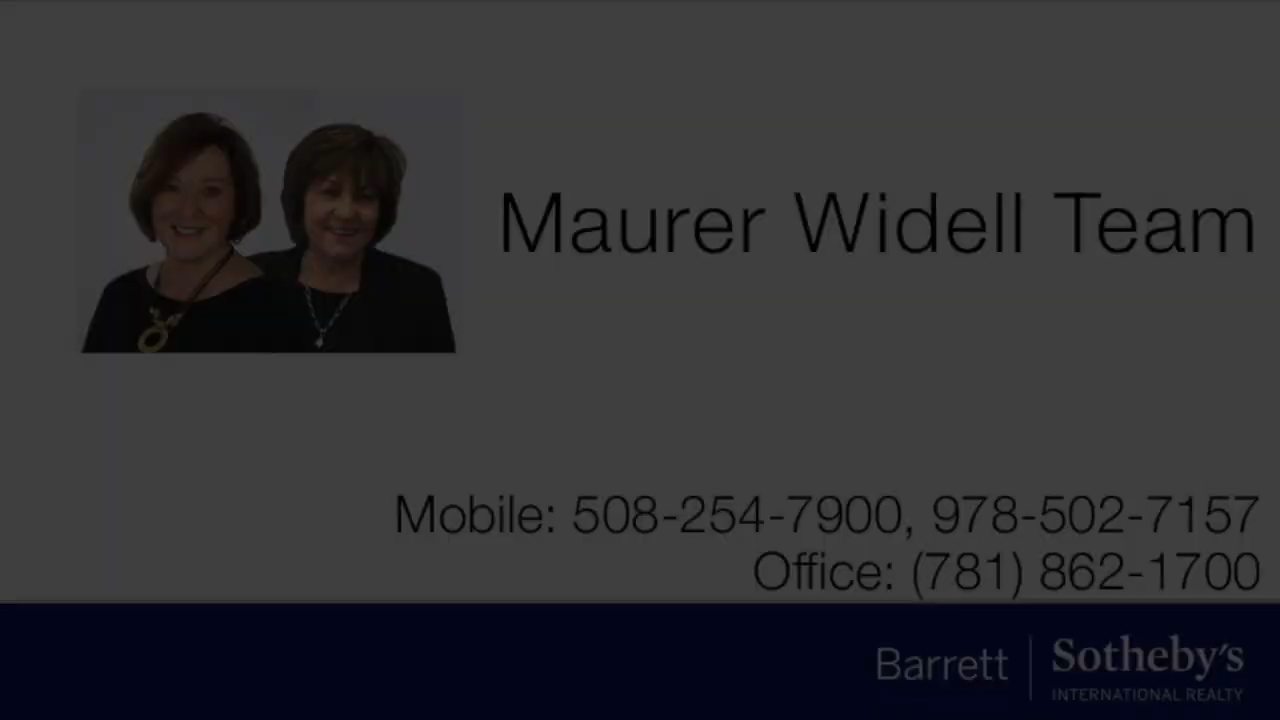 Maurer Widell Team
Mobile: 508-254-7900, 978-502-7157
Office: (781) 862-1700
Barrett | Sotheby's
INTERNATIONAL REALTY